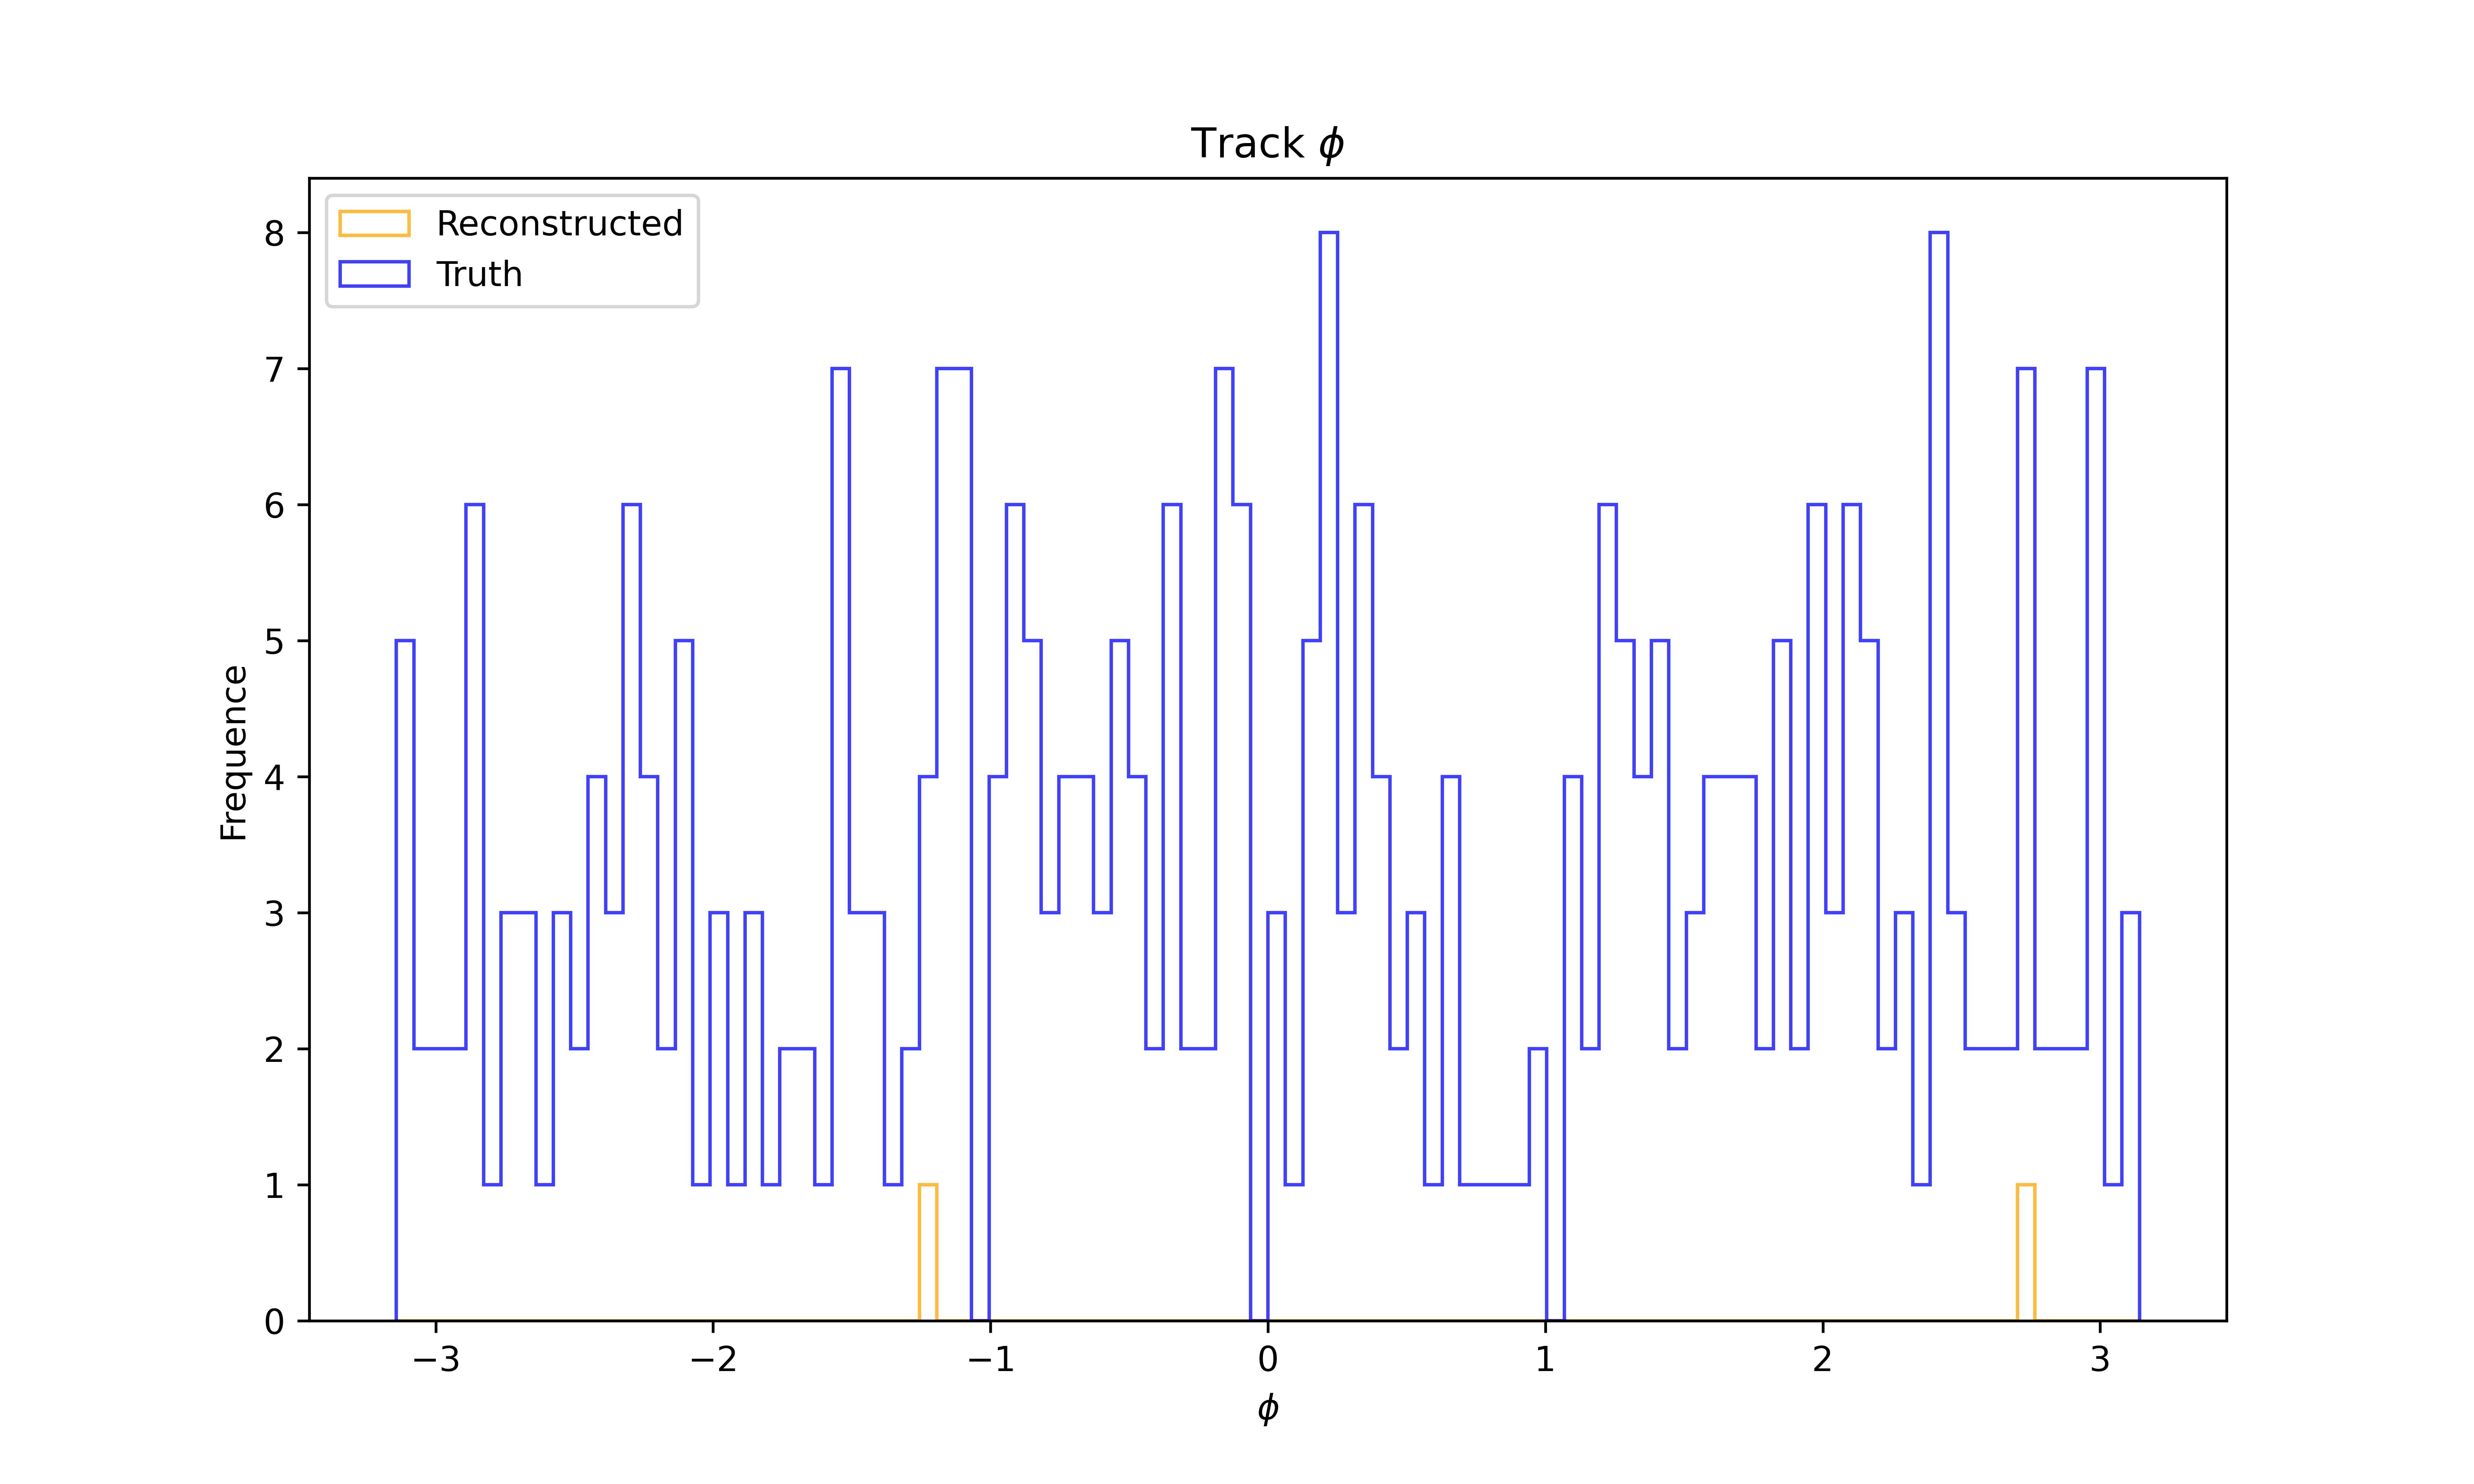 Track ϕ
Reconstructed
Truth
8
7
6
5
4
3
2
1
0
Frequence
−3 −2 −1 0 1 2 3
ϕ